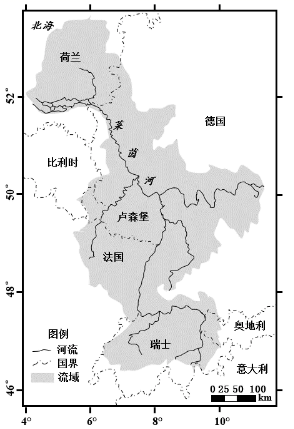 北海
荷兰
52°
莱
茵
河
德国
比利时
50°
卢森堡
法国
48°
图例
河流
国界
流域
瑞士
奥地利
意大利
46°
0 25 50 100
km
4° 6° 8° 10°